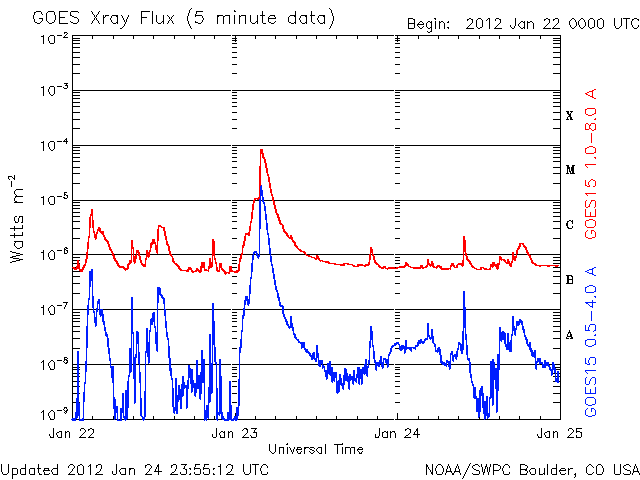 GOES Xray Flux (5 minute data)
Begin: 2012 Jan 22 0000 UTC
10⁻²
10⁻³
10⁻⁴
10⁻⁵
10⁻⁶
10⁻⁷
10⁻⁸
10⁻⁹
Watts m⁻²
X
M
C
B
A
GOES15 1.0-8.0 A
GOES15 0.5-4.0 A
Jan 22
Jan 23
Jan 24
Jan 25
Universal Time
Updated 2012 Jan 24 23:55:12 UTC
NOAA/SWPC Boulder, CO USA